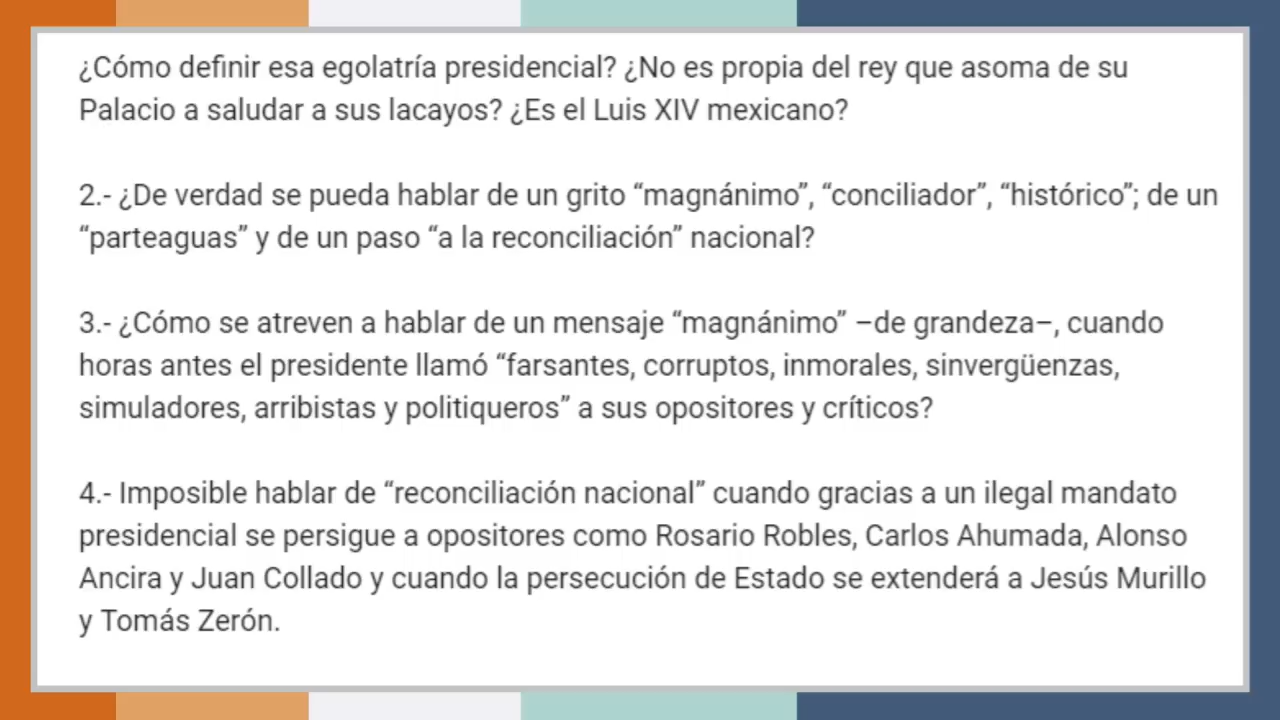 ¿Cómo definir esa egolatría presidencial? ¿No es propia del rey que asoma de su
Palacio a saludar a sus lacayos? ¿Es el Luis XIV mexicano?
2.- ¿De verdad se pueda hablar de un grito “magnánimo”, “conciliador”, “histórico”; de un
“parteaguas” y de un paso “a la reconciliación” nacional?
3.- ¿Cómo se atreven a hablar de un mensaje “magnánimo” –de grandeza–, cuando
horas antes el presidente llamó “farsantes, corruptos, inmorales, sinvergüenzas,
simuladores, arribistas y politiqueros” a sus opositores y críticos?
4.- Imposible hablar de “reconciliación nacional” cuando gracias a un ilegal mandato
presidencial se persigue a opositores como Rosario Robles, Carlos Ahumada, Alonso
Ancira y Juan Collado y cuando la persecución de Estado se extenderá a Jesús Murillo
y Tomás Zerón.